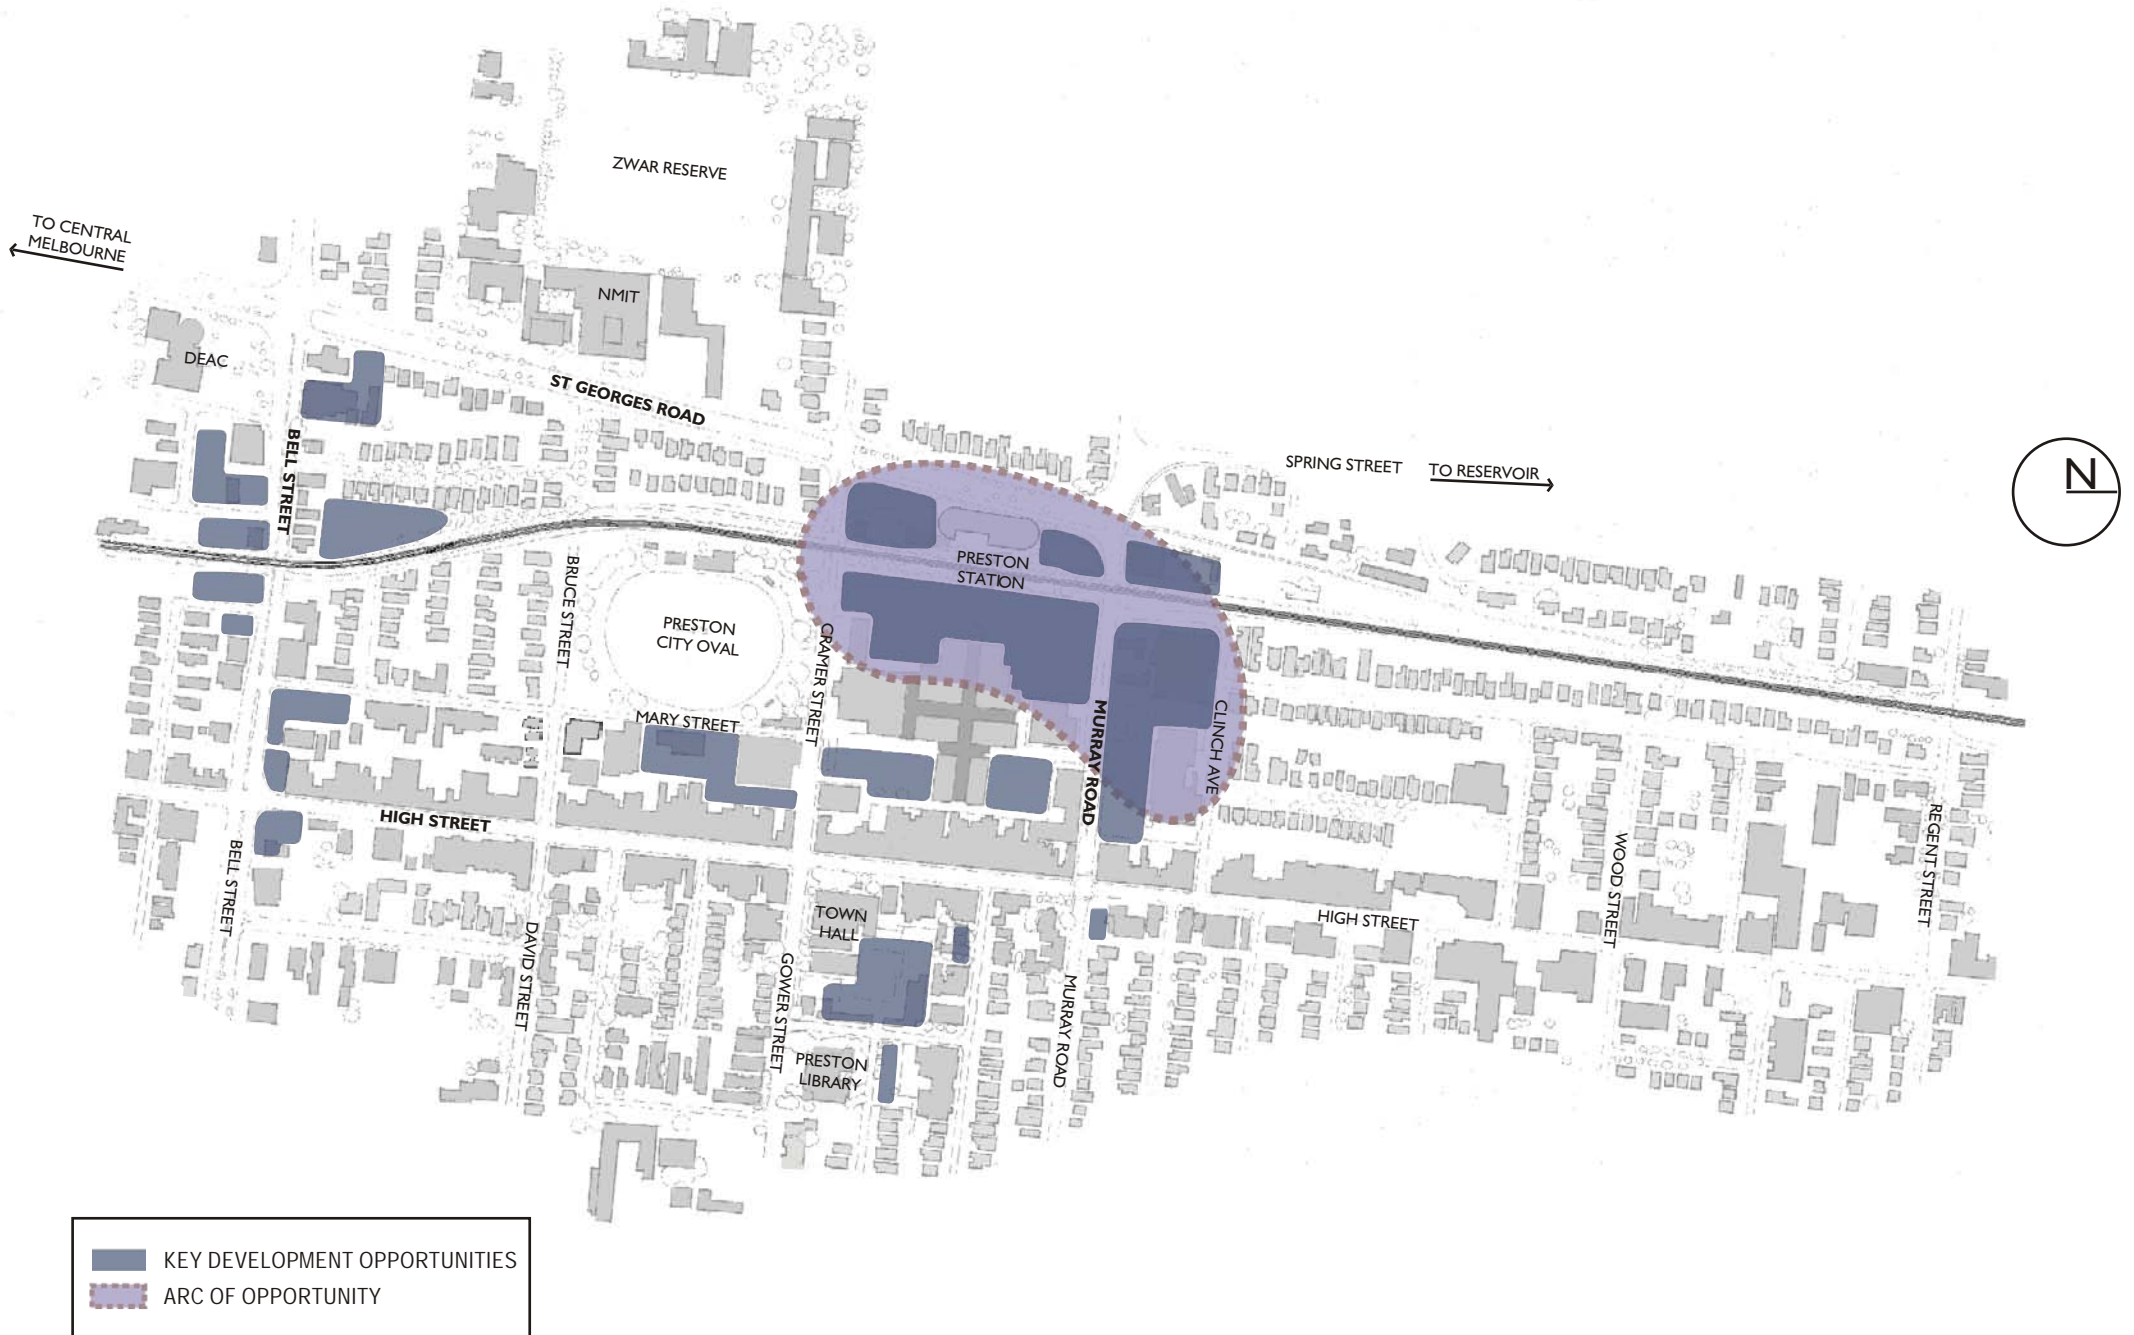 ZWAR RESERVE
TO CENTRAL
MELBOURNE
NMIT
DEAC
ST GEORGES ROAD
BELL STREET
SPRING STREET
TO RESERVOIR
N
PRESTON
STATION
BRUCE STREET
PRESTON
CITY OVAL
CRAMER STREET
MARY STREET
MURRAY ROAD
CLINCH AVE
HIGH STREET
BELL STREET
WOOD STREET
REGENT STREET
TOWN
HALL
HIGH STREET
DAVID STREET
GOWER STREET
MURRAY ROAD
PRESTON
LIBRARY
KEY DEVELOPMENT OPPORTUNITIES
ARC OF OPPORTUNITY